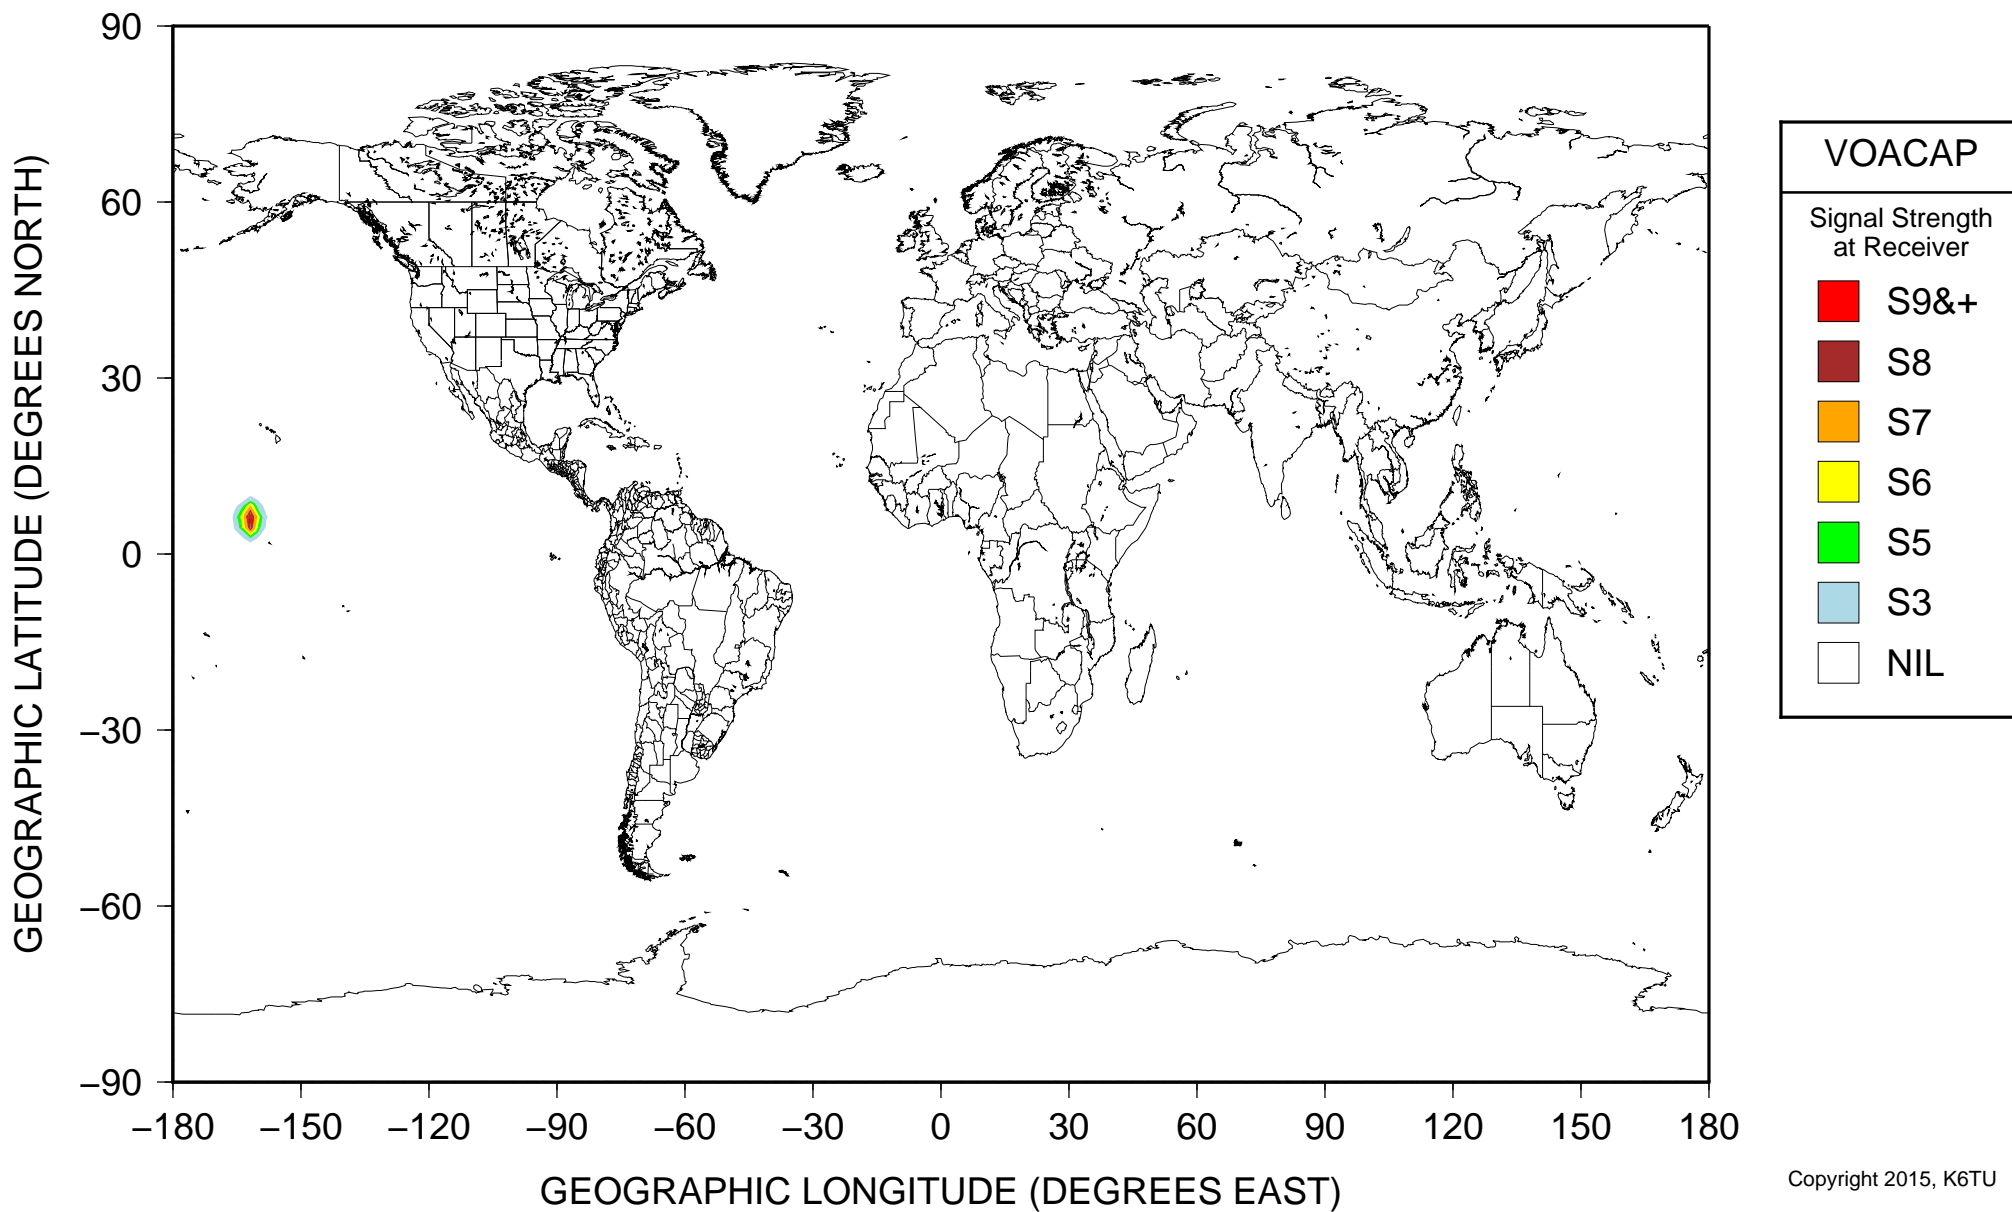 GEOGRAPHIC LATITUDE (DEGREES NORTH)
90
60
30
0
−30
−60
−90
−180 −150 −120 −90 −60 −30 0 30 60 90 120 150 180
GEOGRAPHIC LONGITUDE (DEGREES EAST)
VOACAP
Signal Strength
at Receiver
S9&+
S8
S7
S6
S5
S3
NIL
Copyright 2015, K6TU